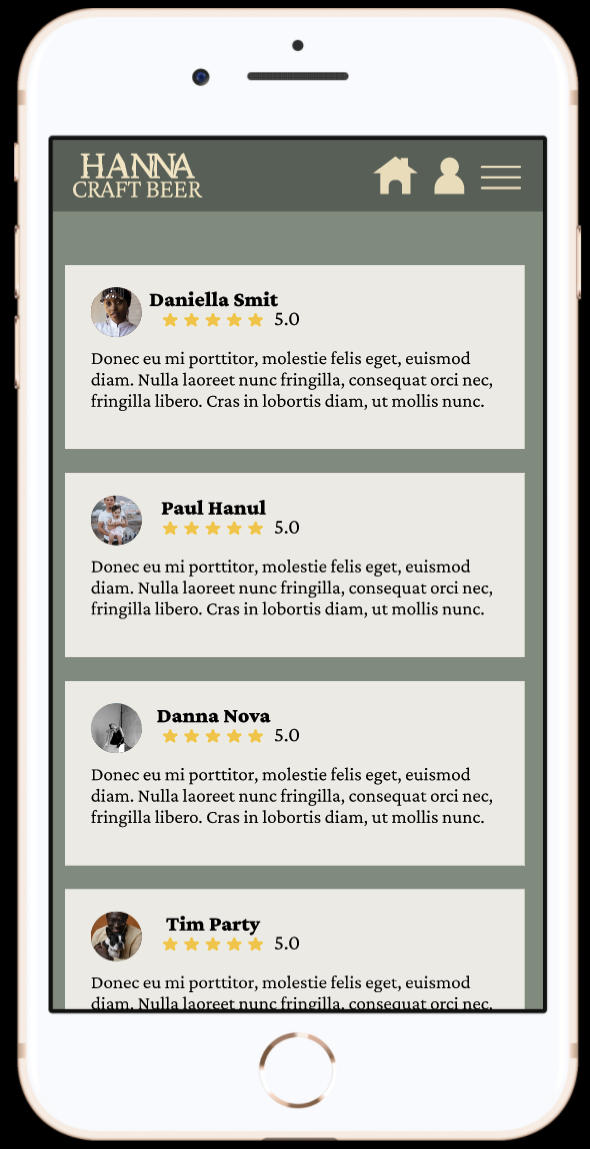 HANNA
CRAFT BEER
Daniella Smit
5.0
Donec eu mi porttitor, molestie felis eget, euismod
diam. Nulla laoreet nunc fringilla, consequat orci nec,
fringilla libero. Cras in lobortis diam, ut mollis nunc.
Paul Hanul
5.0
Donec eu mi porttitor, molestie felis eget, euismod
diam. Nulla laoreet nunc fringilla, consequat orci nec,
fringilla libero. Cras in lobortis diam, ut mollis nunc.
Danna Nova
5.0
Donec eu mi porttitor, molestie felis eget, euismod
diam. Nulla laoreet nunc fringilla, consequat orci nec,
fringilla libero. Cras in lobortis diam, ut mollis nunc.
Tim Party
5.0
Donec eu mi porttitor, molestie felis eget, euismod
diam. Nulla laoreet nunc fringilla, consequat orci nec,